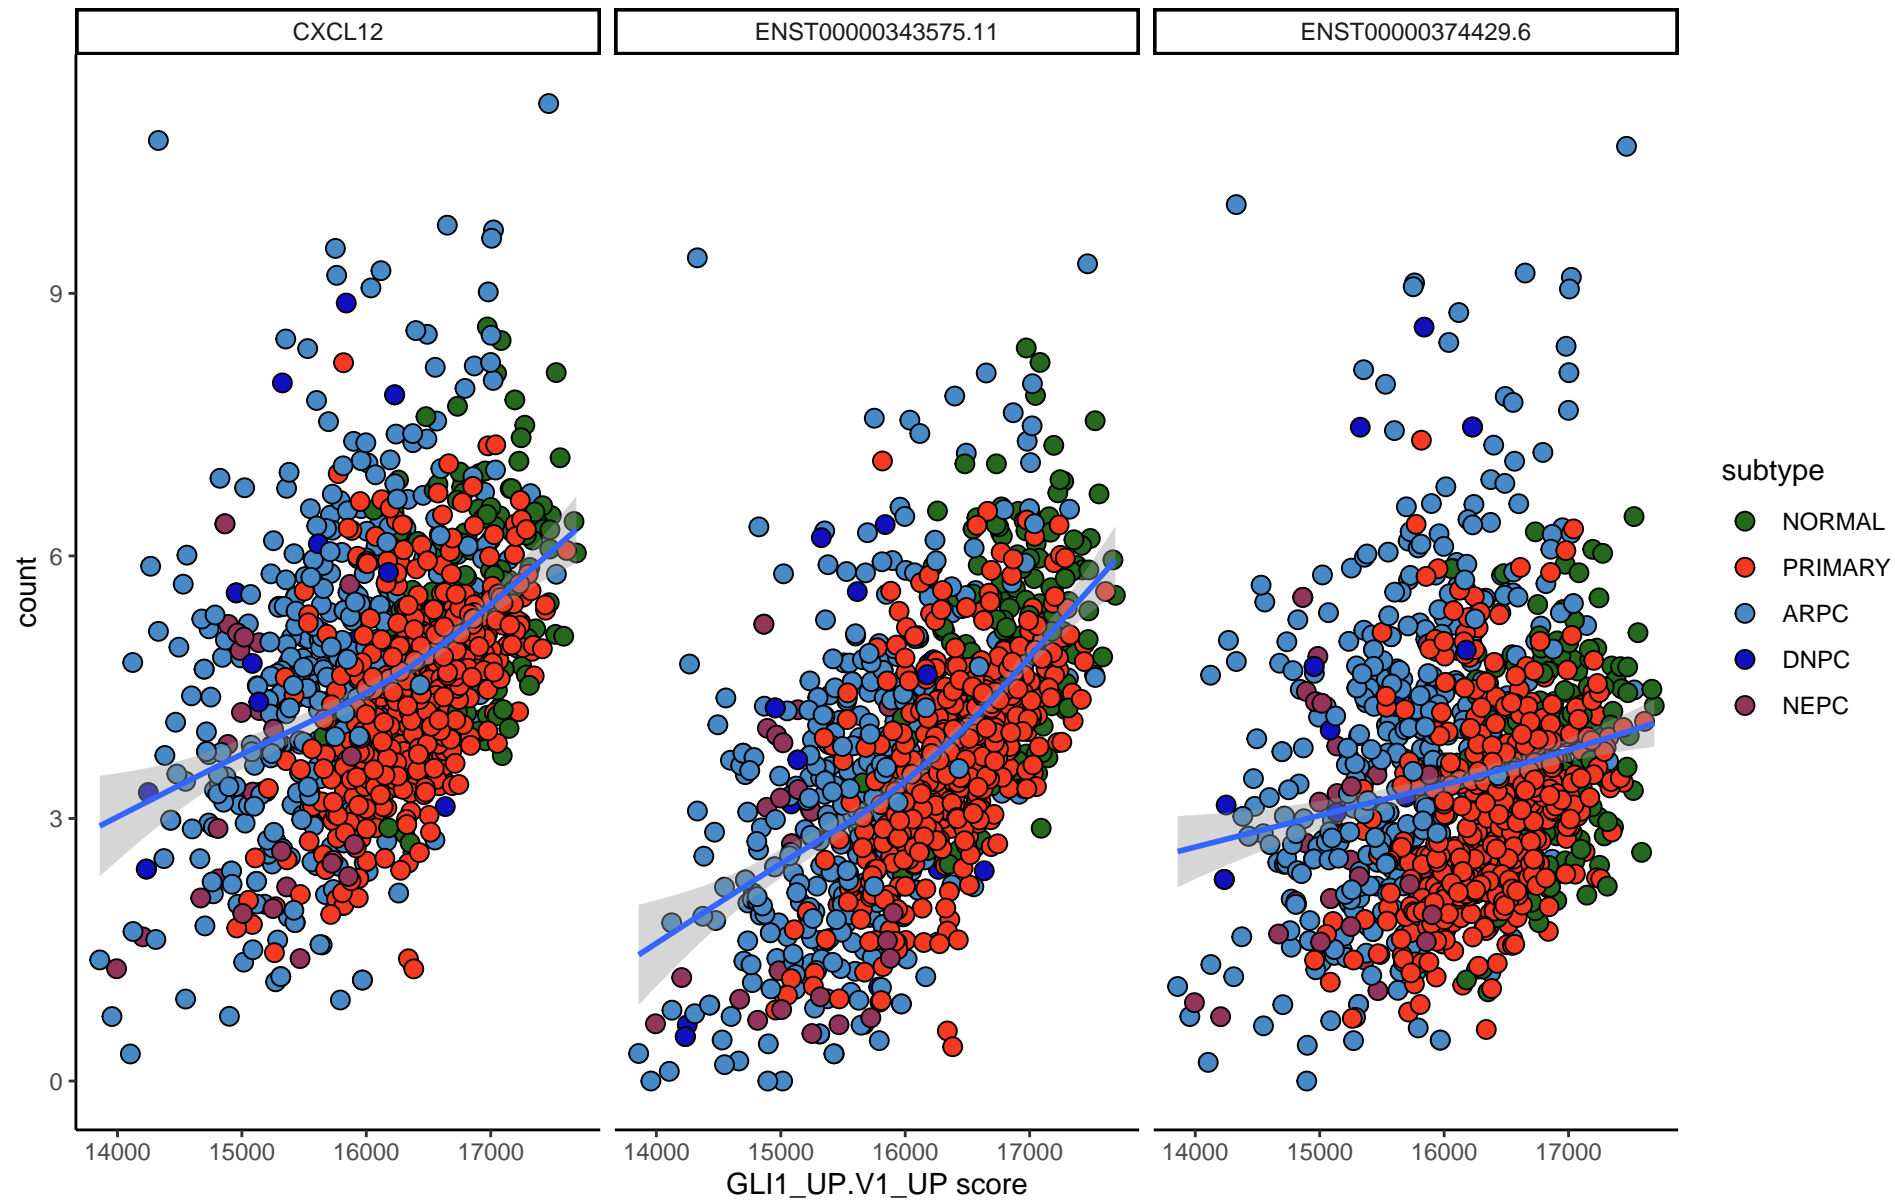 CXCL12
ENST00000343575.11
ENST00000374429.6
count
9
6
3
0
14000 15000 16000 17000
14000 15000 16000 17000
14000 15000 16000 17000
GLI1_UP.V1_UP score
subtype
NORMAL
PRIMARY
ARPC
DNPC
NEPC